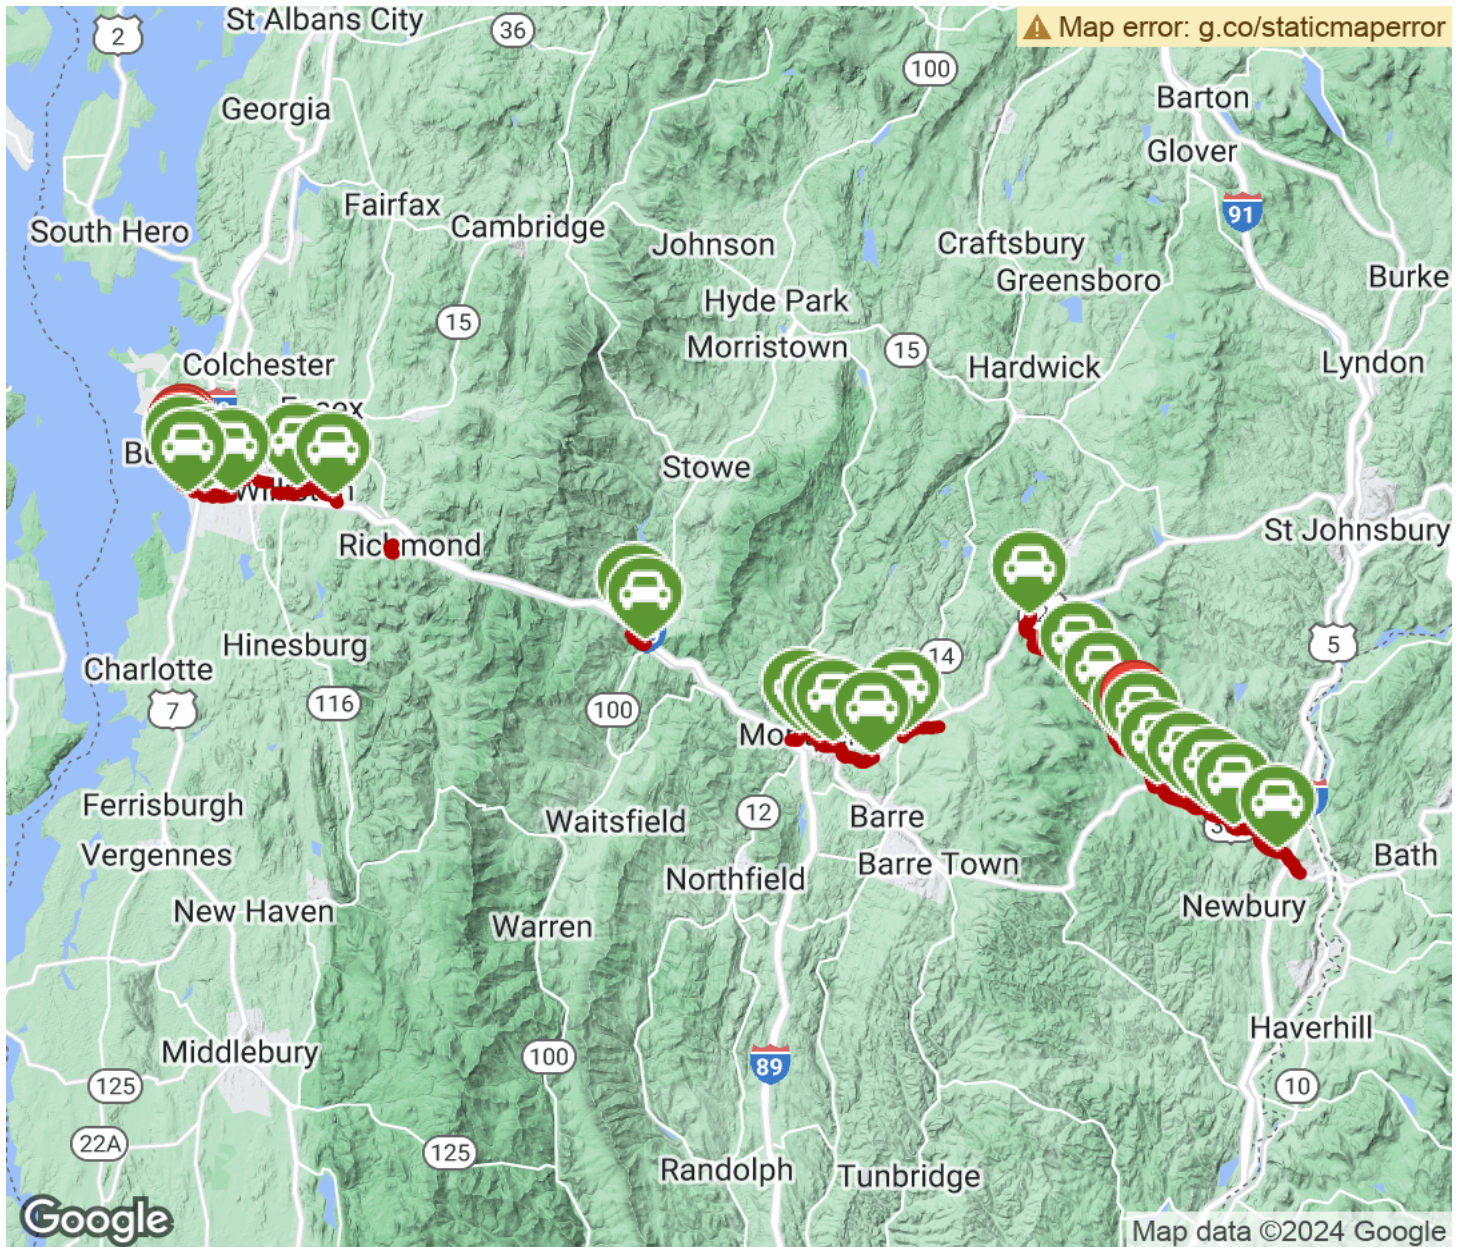 St Albans City
36
Map error: g.co/staticmaperror
2
100
Georgia
Barton
Glover
Fairfax
91
South Hero
Cambridge
Johnson
Craftsbury
Greensboro
Burke
Hyde Park
15
Morristown
15
Colchester
Hardwick
Lyndon
Stowe
Richmond
St Johnsbury
Hinesburg
14
5
Charlotte
116
7
100
Ferrisburgh
Waitsfield
12
Barre
Vergennes
Barre Town
Bath
Northfield
New Haven
Newbury
Warren
Middlebury
100
89
Haverhill
125
10
22A
125
Randolph
Tunbridge
Google
Map data ©2024 Google